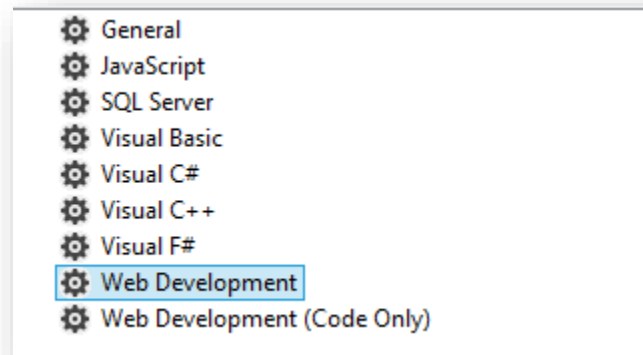 General
JavaScript
SQL Server
Visual Basic
Visual C#
Visual C++
Visual F#
Web Development
Web Development (Code Only)